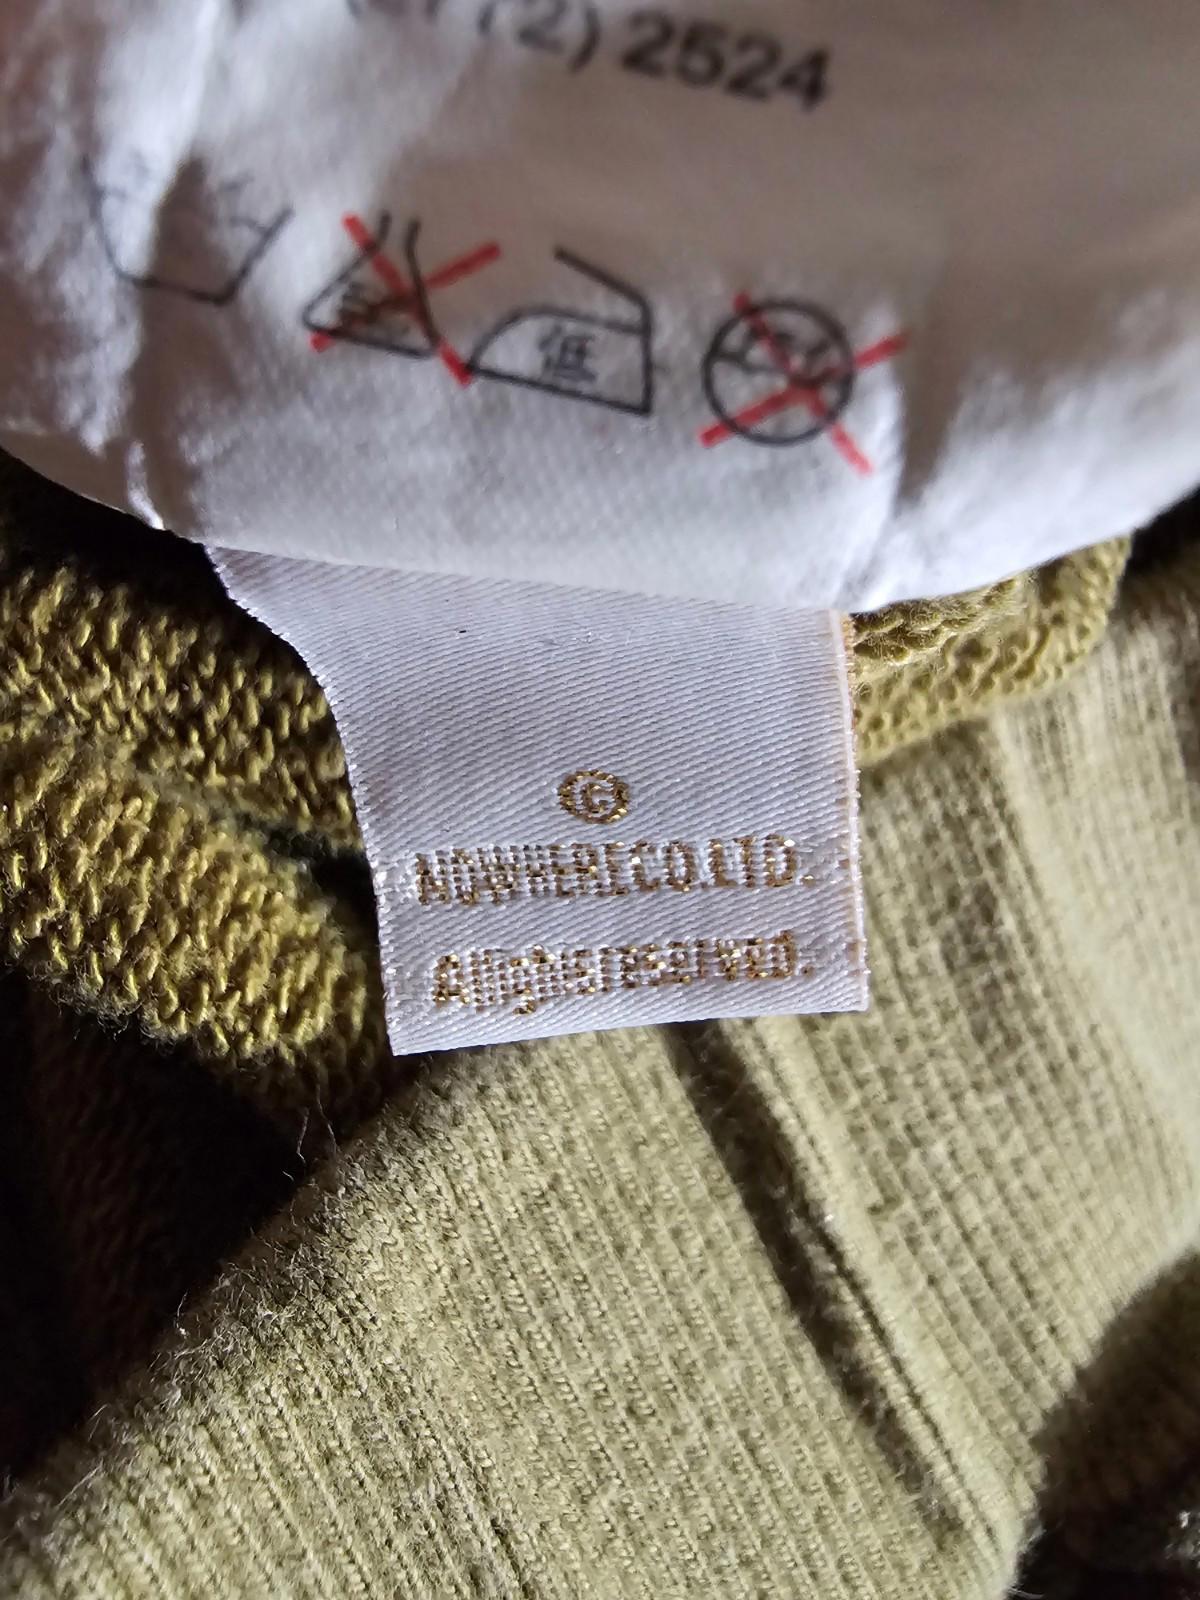 (2) 2524
低
©
NOWHERE CO.LTD.
All rights reserved.